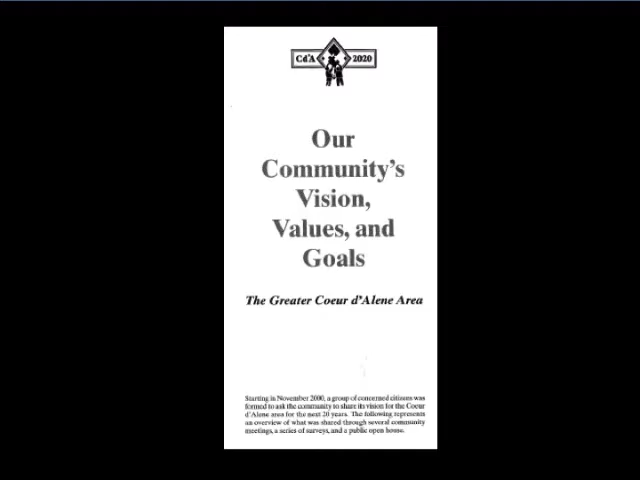 Cd'A 2020
Our
Community's
Vision,
Values, and
Goals
The Greater Coeur d'Alene Area
Starting in November 2000, a group of concerned citizens was
formed to ask the community to share its vision for the Coeur
d'Alene area for the next 20 years. The following represents
an overview of what was shared through several community
meetings, a series of surveys, and a public open house.